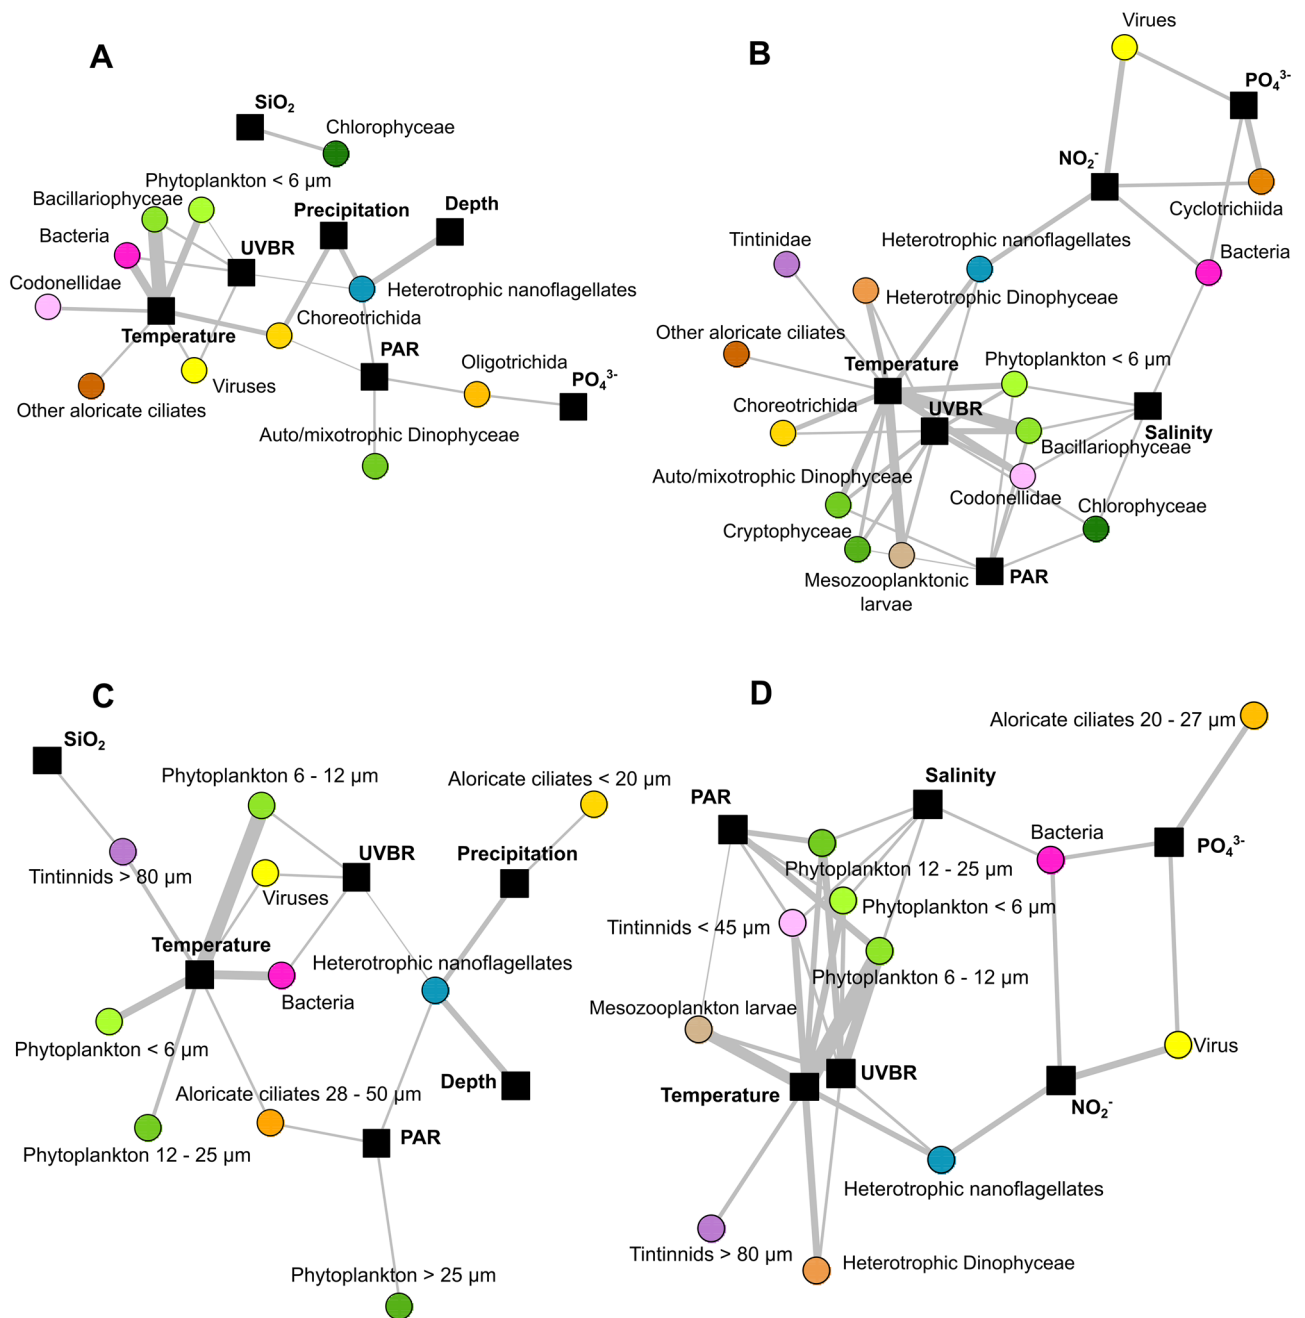 A
SiO₂
Chlorophyceae
Phytoplankton < 6 µm
Bacillariophyceae
Precipitation
Depth
Bacteria
UVBR
Codonellidae
Heterotrophic nanoflagellates
Choreotrichida
Temperature
PAR
Oligotrichida
PO₄³⁻
Viruses
Other aloricate ciliates
Auto/mixotrophic Dinophyceae
B
Virues
PO₄³⁻
NO₂⁻
Cyclotrichiida
Tintinidae
Heterotrophic nanoflagellates
Bacteria
Heterotrophic Dinophyceae
Other aloricate ciliates
Temperature
Phytoplankton < 6 µm
Choreotrichida
UVBR
Salinity
Bacillariophyceae
Auto/mixotrophic Dinophyceae
Codonellidae
Chlorophyceae
Cryptophyceae
Mesozooplanktonic
larvae
PAR
C
SiO₂
Phytoplankton 6 - 12 µm
Aloricate ciliates < 20 µm
UVBR
Precipitation
Tintinnids > 80 µm
Viruses
Temperature
Heterotrophic nanoflagellates
Bacteria
Phytoplankton < 6 µm
Depth
Aloricate ciliates 28 - 50 µm
PAR
Phytoplankton 12 - 25 µm
Phytoplankton > 25 µm
D
Aloricate ciliates 20 - 27 µm
Salinity
PAR
Bacteria
PO₄³⁻
Phytoplankton 12 - 25 µm
Phytoplankton < 6 µm
Tintinnids < 45 µm
Phytoplankton 6 - 12 µm
Mesozooplankton larvae
Virus
UVBR
Temperature
NO₂⁻
Heterotrophic nanoflagellates
Tintinnids > 80 µm
Heterotrophic Dinophyceae